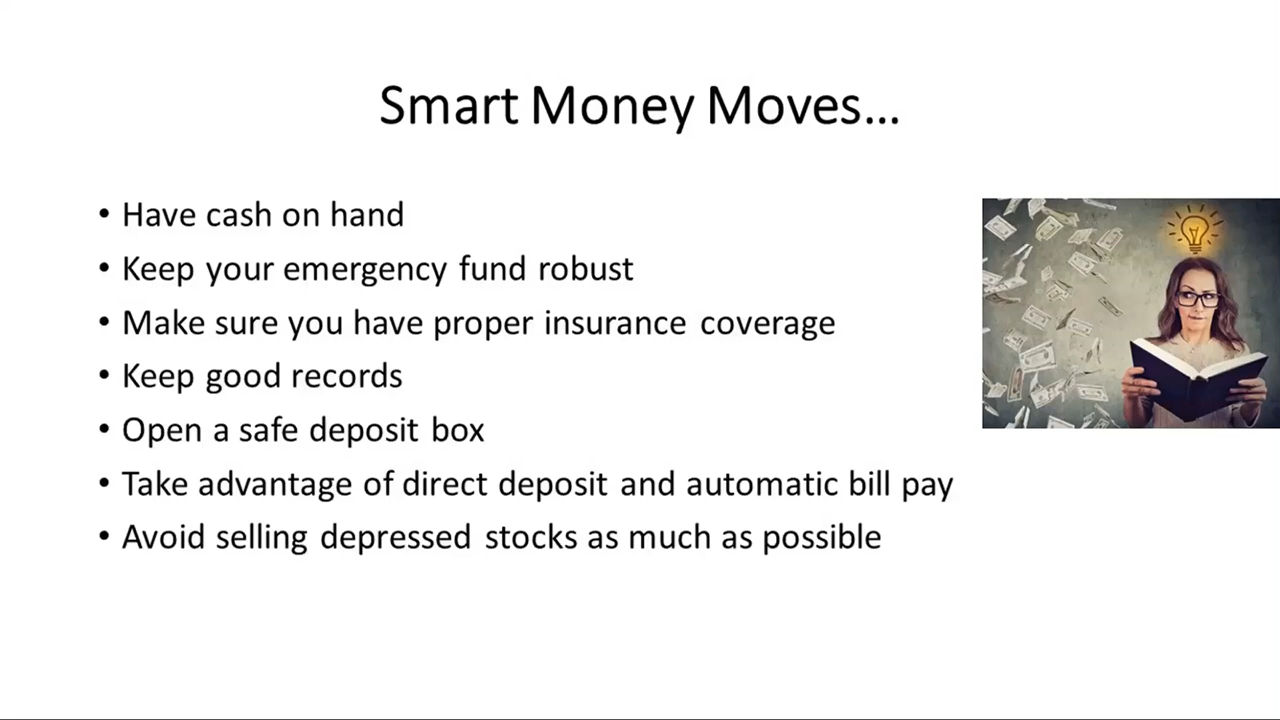 Smart Money Moves...
• Have cash on hand
• Keep your emergency fund robust
• Make sure you have proper insurance coverage
• Keep good records
• Open a safe deposit box
• Take advantage of direct deposit and automatic bill pay
• Avoid selling depressed stocks as much as possible